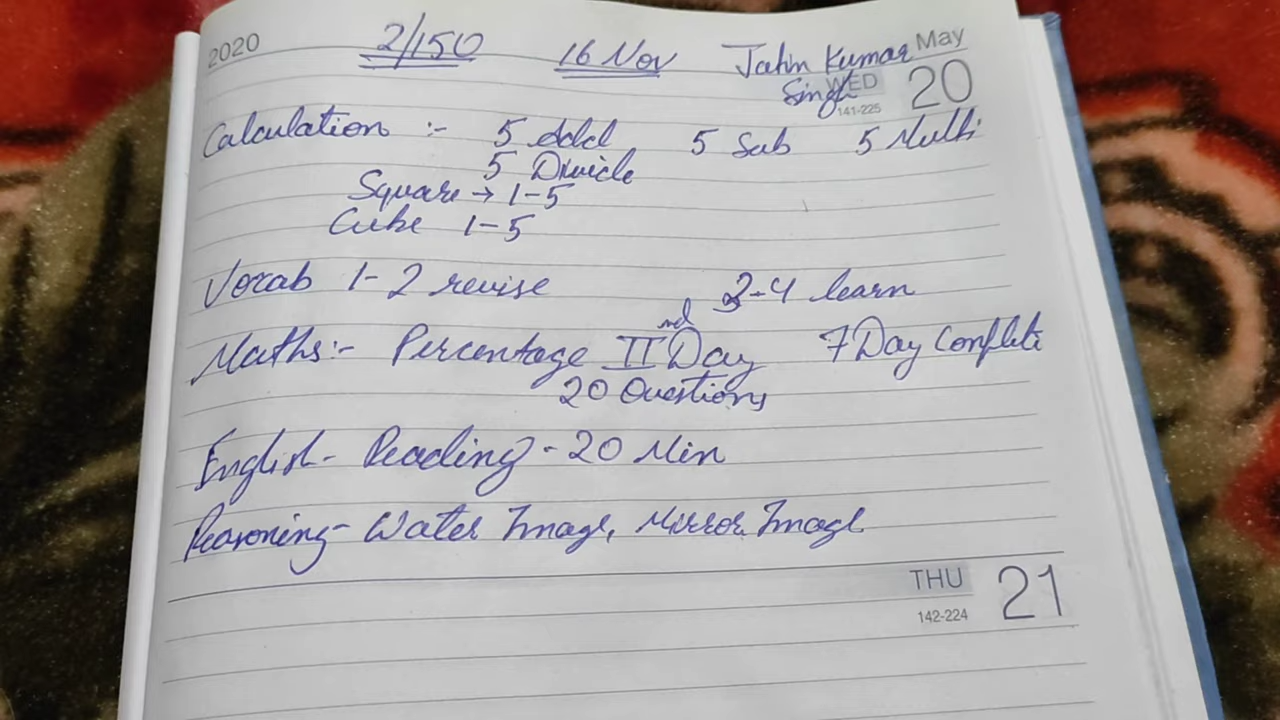 2020 2/150 16 Nov Jatin Kumar May
Singh WED 20
141-225
Calculation :- 5 Add 5 Sub 5 Multi
5 Divide
Square → 1-5
Cube 1-5
Vocab 1-2 revise 3-4 learn
Maths:- Percentage IInd Day 7 Day Complete
20 Questions
English- Reading - 20 Min
Reasoning- Water Image, Mirror Image
THU 21
142-224